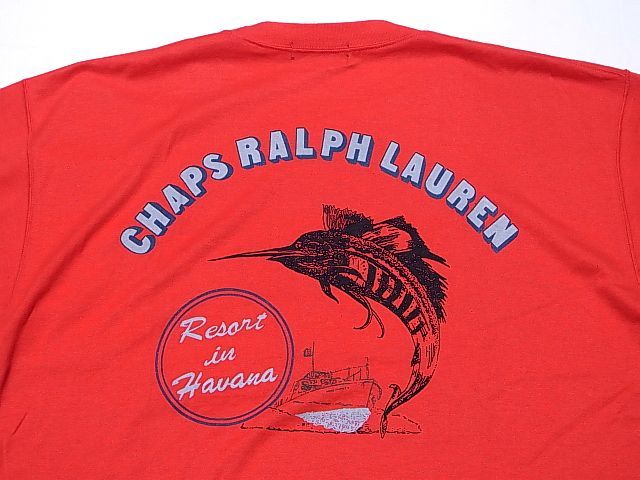 CHAPS RALPH LAUREN
Resort
in
Havana